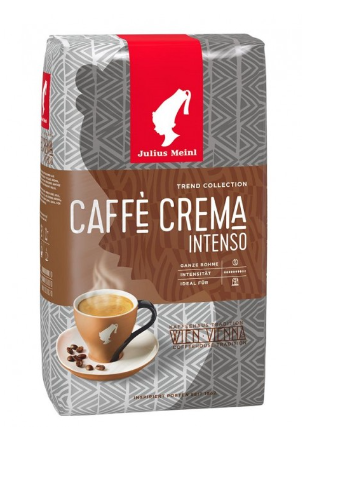 Julius Meinl
TREND COLLECTION
CAFFÈ CREMA
INTENSO
GANZE BOHNE
INTENSITÄT
IDEAL FÜR
WIEN VIENNA